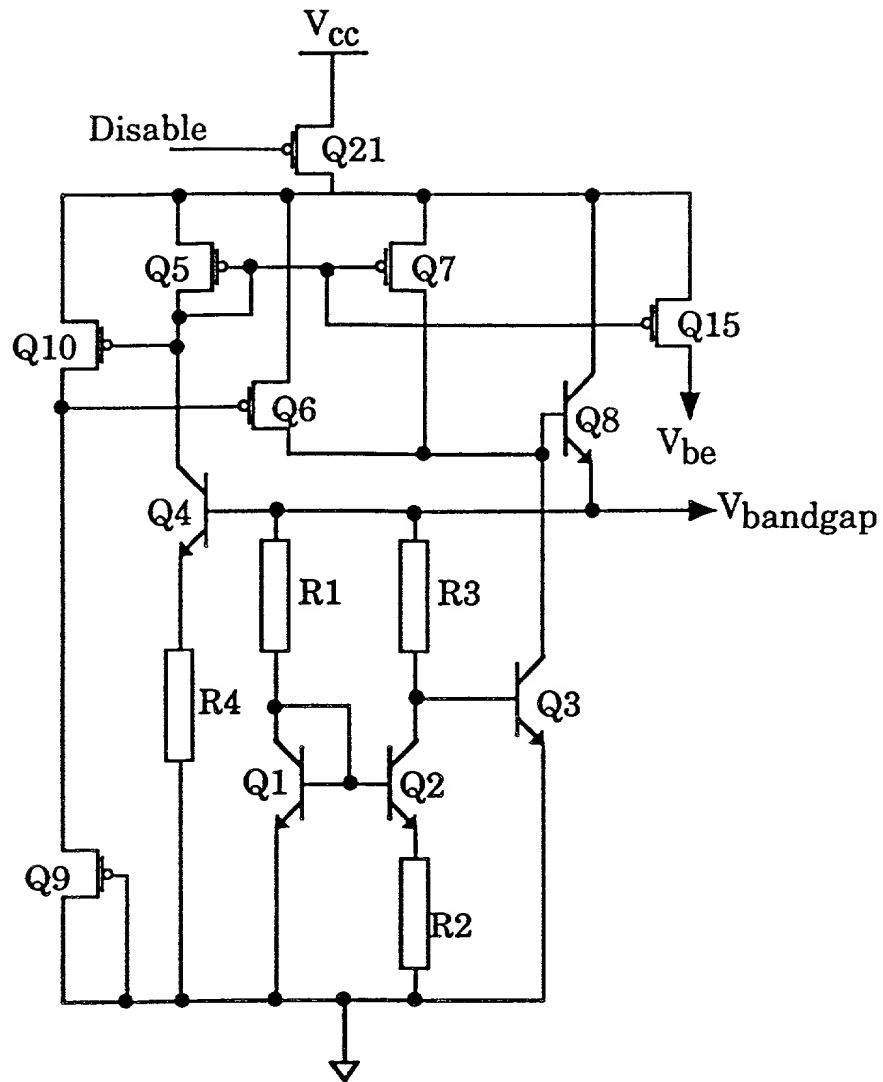 Vcc
Disable
Q21
Q5
Q7
Q10
Q15
Q6
Q8
Vbe
Q4
Vbandgap
R1
R3
R4
Q3
Q1
Q2
Q9
R2